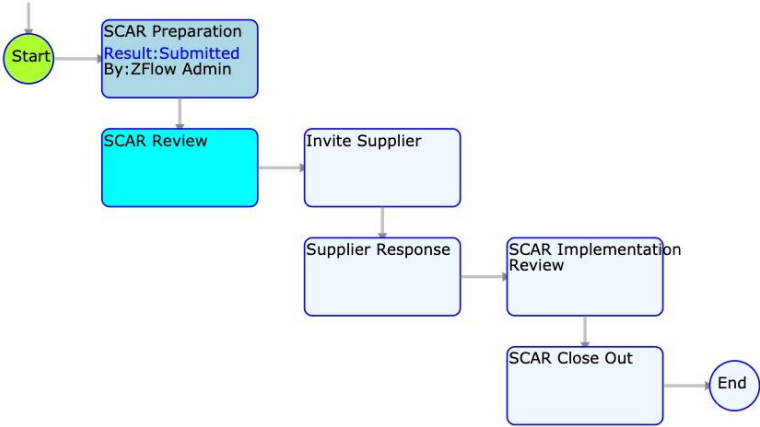 Start
SCAR Preparation
Result:Submitted
By:ZFlow Admin
SCAR Review
Invite Supplier
Supplier Response
SCAR Implementation
Review
SCAR Close Out
End